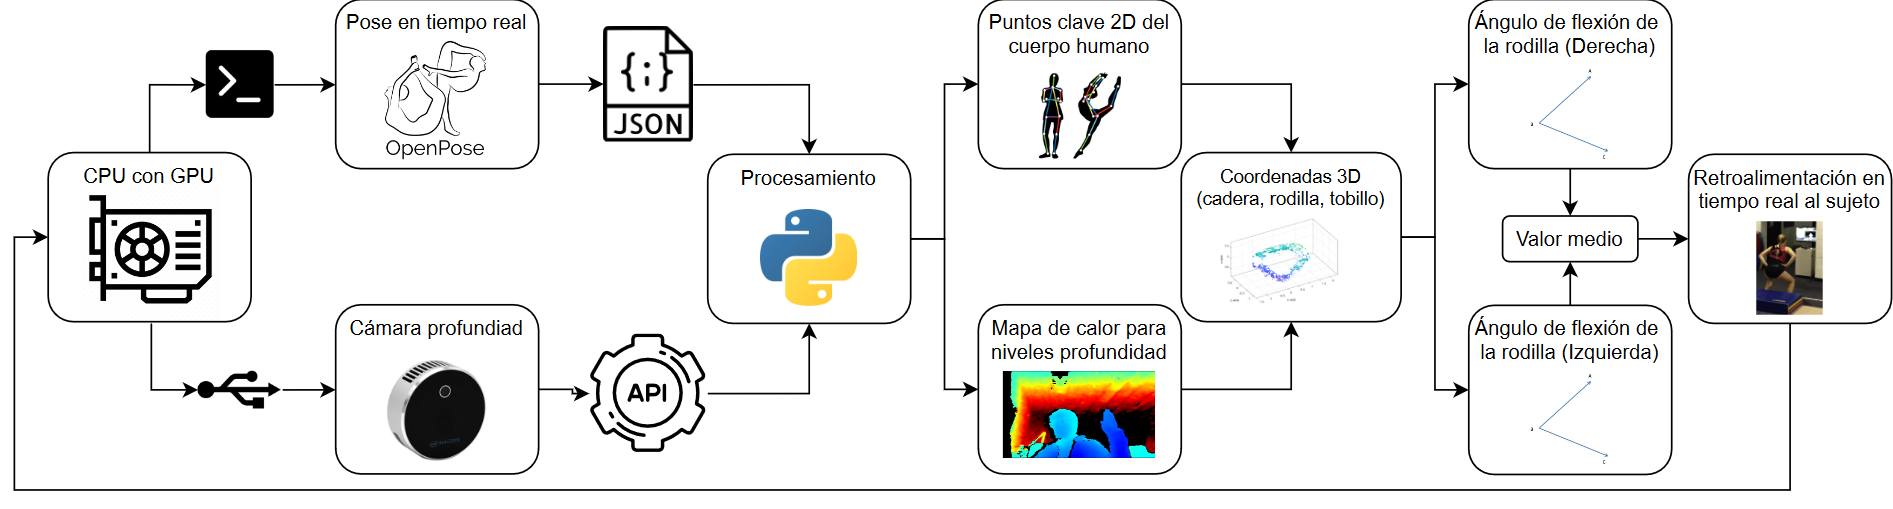 CPU con GPU
Pose en tiempo real
OpenPose
JSON
Cámara profundiad
API
Procesamiento
Puntos clave 2D del
cuerpo humano
Mapa de calor para
niveles profundidad
Coordenadas 3D
(cadera, rodilla, tobillo)
Ángulo de flexión de
la rodilla (Derecha)
Valor medio
Ángulo de flexión de
la rodilla (Izquierda)
Retroalimentación en
tiempo real al sujeto